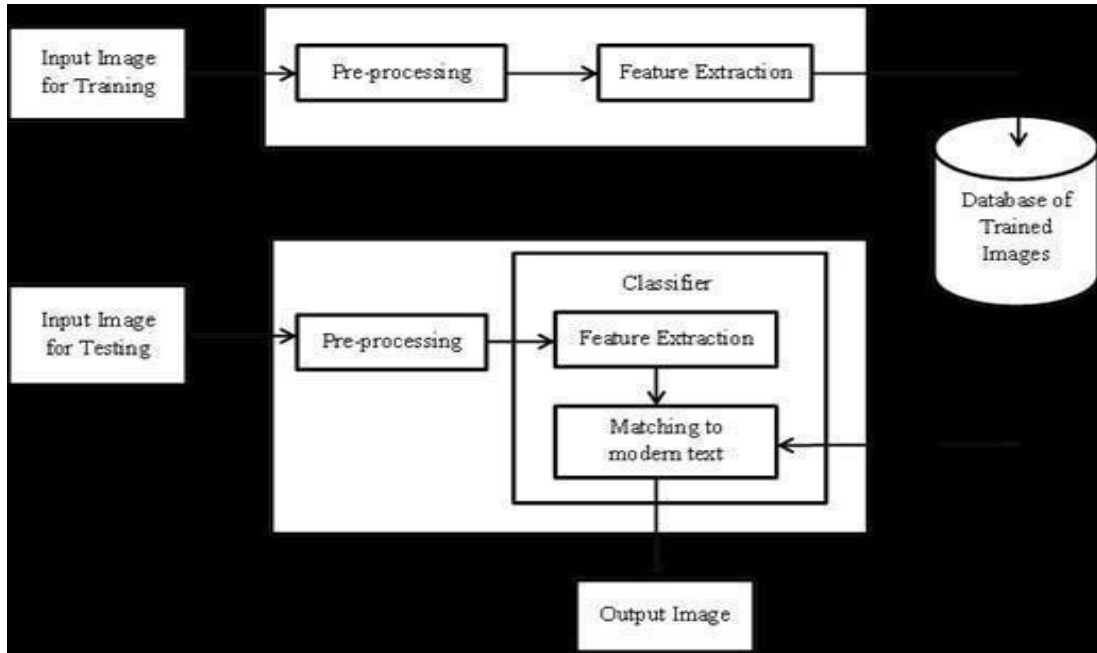 Input Image
for Training
Pre-processing
Feature Extraction
Database of
Trained
Images
Input Image
for Testing
Pre-processing
Classifier
Feature Extraction
Matching to
modern text
Output Image